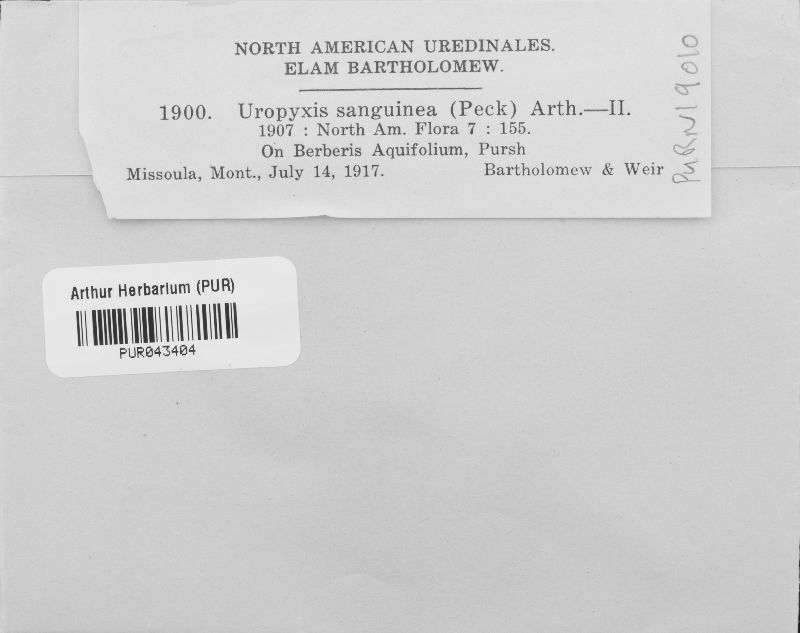 NORTH AMERICAN UREDINALES.
ELAM BARTHOLOMEW.
1900. Uropyxis sanguinea (Peck) Arth.—II.
1907 : North Am. Flora 7 : 155.
On Berberis Aquifolium, Pursh
Missoula, Mont., July 14, 1917. Bartholomew & Weir
PURN19010
Arthur Herbarium (PUR)
PUR043404